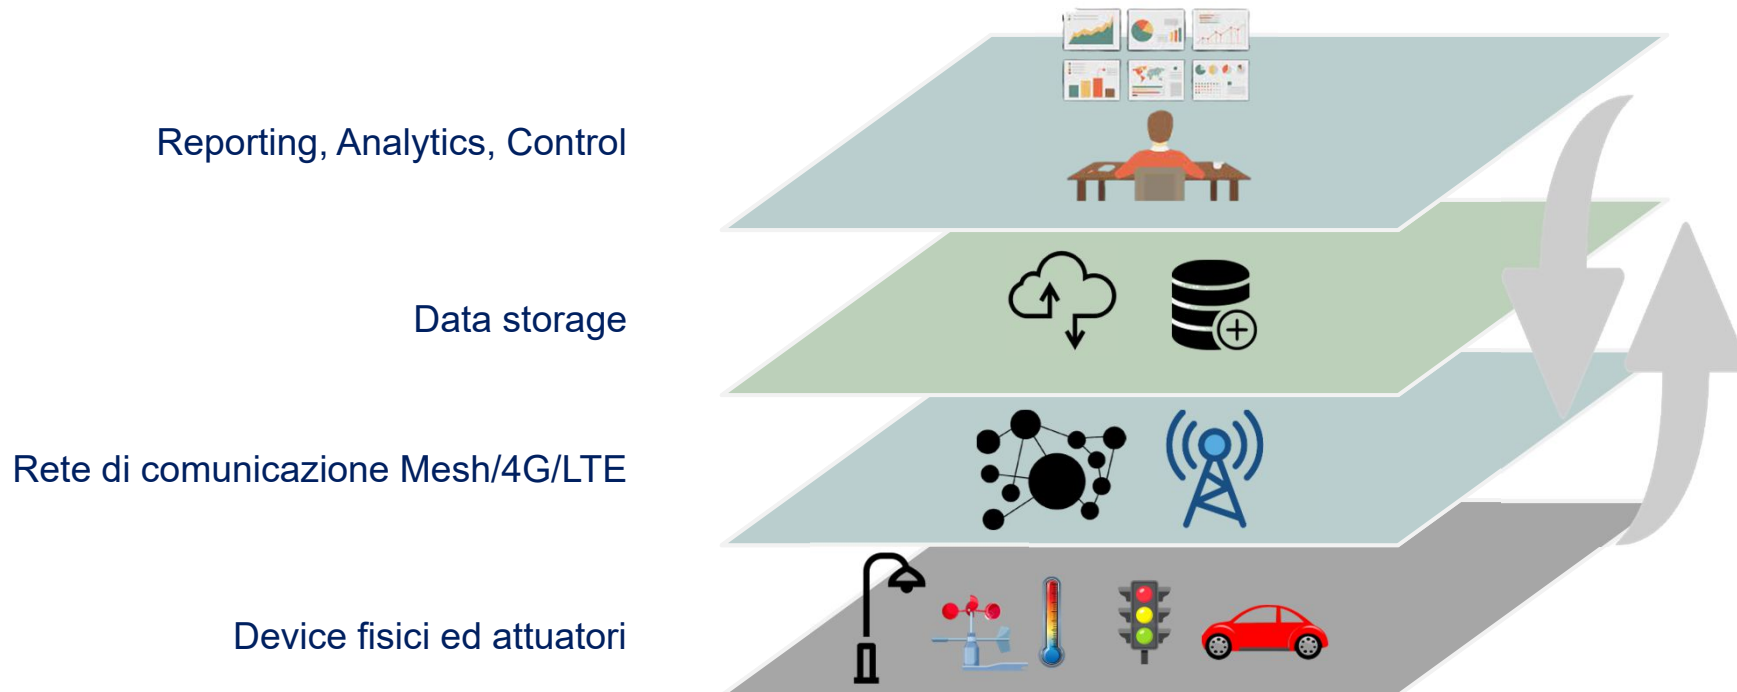 Reporting, Analytics, Control
Data storage
Rete di comunicazione Mesh/4G/LTE
Device fisici ed attuatori